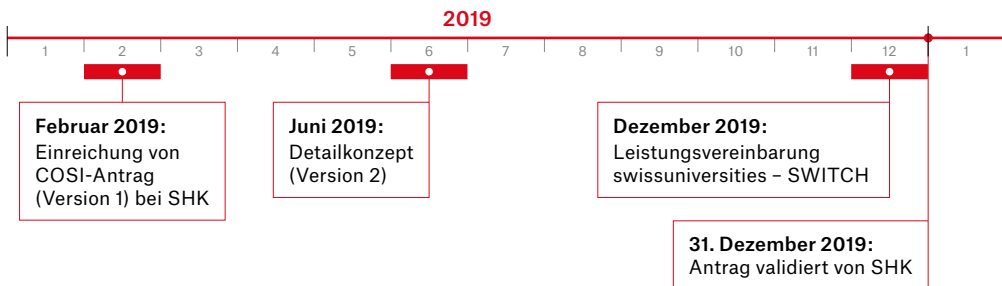 2019
1 2 3 4 5 6 7 8 9 10 11 12 1
Februar 2019:
Einreichung von
COSI-Antrag
(Version 1) bei SHK
Juni 2019:
Detailkonzept
(Version 2)
Dezember 2019:
Leistungsvereinbarung
swissuniversities – SWITCH
31. Dezember 2019:
Antrag validiert von SHK